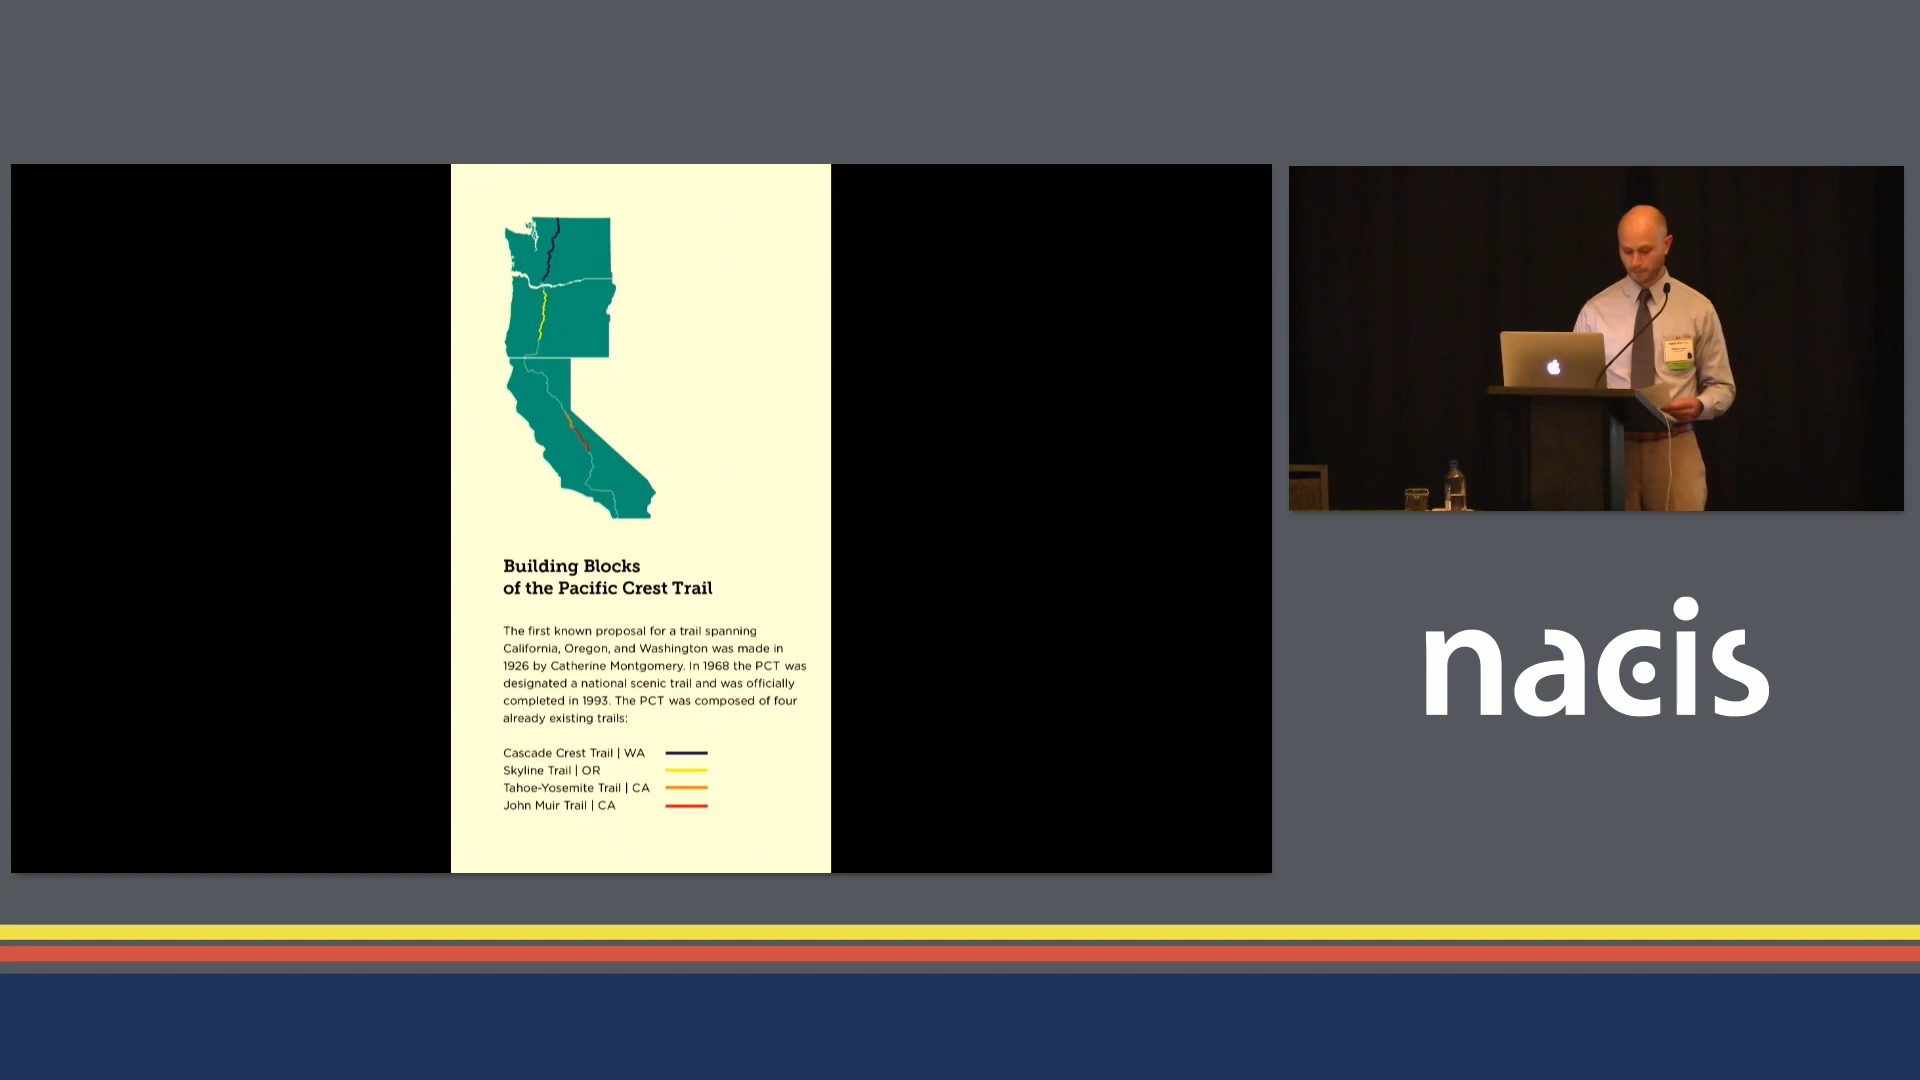 Building Blocks
of the Pacific Crest Trail
The first known proposal for a trail spanning
California, Oregon, and Washington was made in
1926 by Catherine Montgomery. In 1968 the PCT was
designated a national scenic trail and was officially
completed in 1993. The PCT was composed of four
already existing trails:
Cascade Crest Trail | WA
Skyline Trail | OR
Tahoe-Yosemite Trail | CA
John Muir Trail | CA
nacis